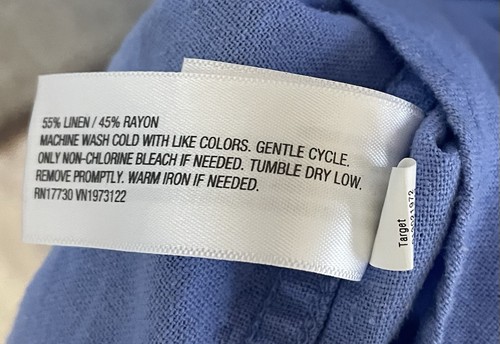 55% LINEN / 45% RAYON
MACHINE WASH COLD WITH LIKE COLORS. GENTLE CYCLE.
ONLY NON-CHLORINE BLEACH IF NEEDED. TUMBLE DRY LOW.
REMOVE PROMPTLY. WARM IRON IF NEEDED.
RN17730 VN1973122
Target